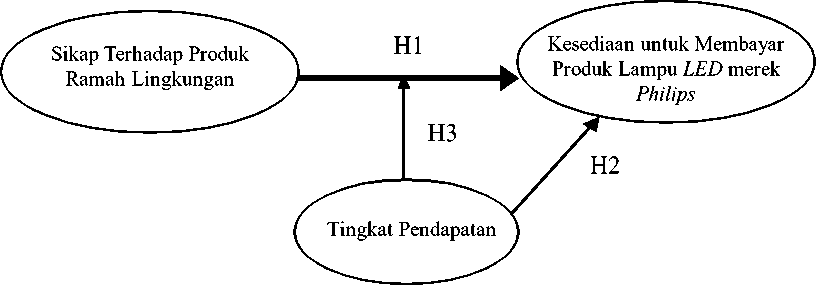 Sikap Terhadap Produk
Ramah Lingkungan
H1
Kesediaan untuk Membayar
Produk Lampu LED merek
Philips
H3
H2
Tingkat Pendapatan